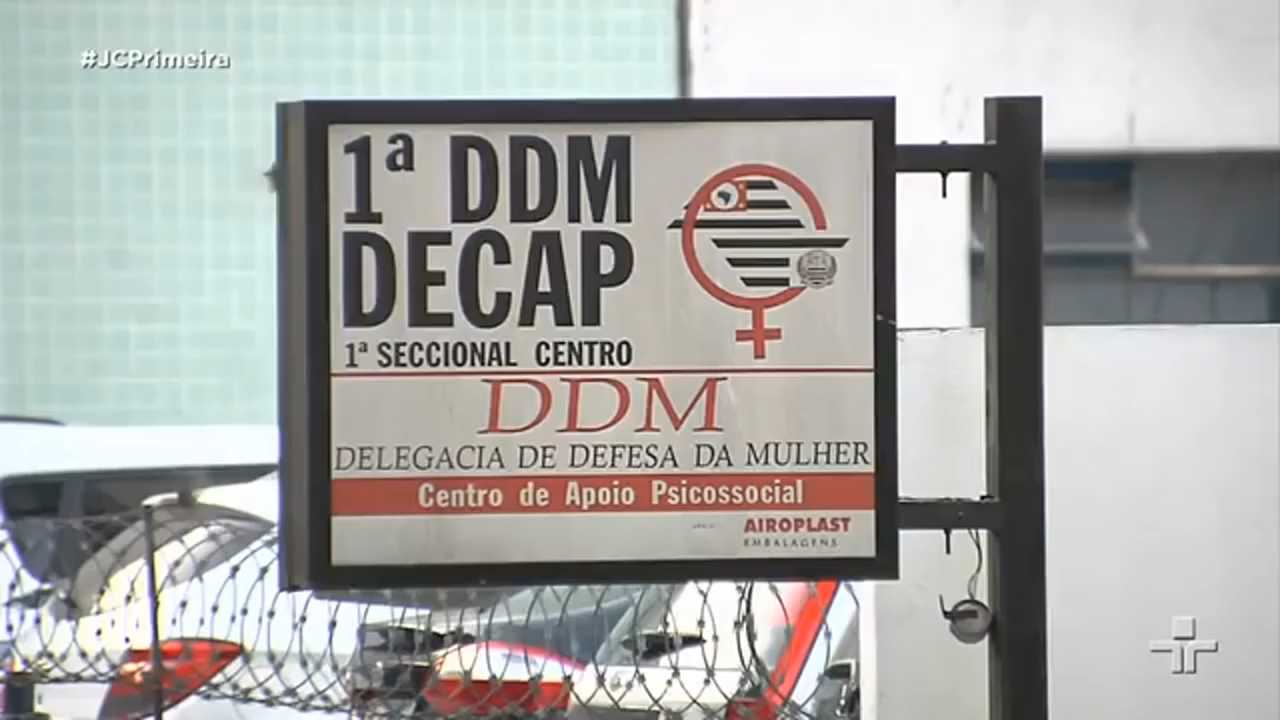 #JCPrimeira
1ª DDM
DECAP
1ª SECCIONAL CENTRO
DDM
DELEGACIA DE DEFESA DA MULHER
Centro de Apoio Psicossocial
AIROPLAST
EMBALAGENS